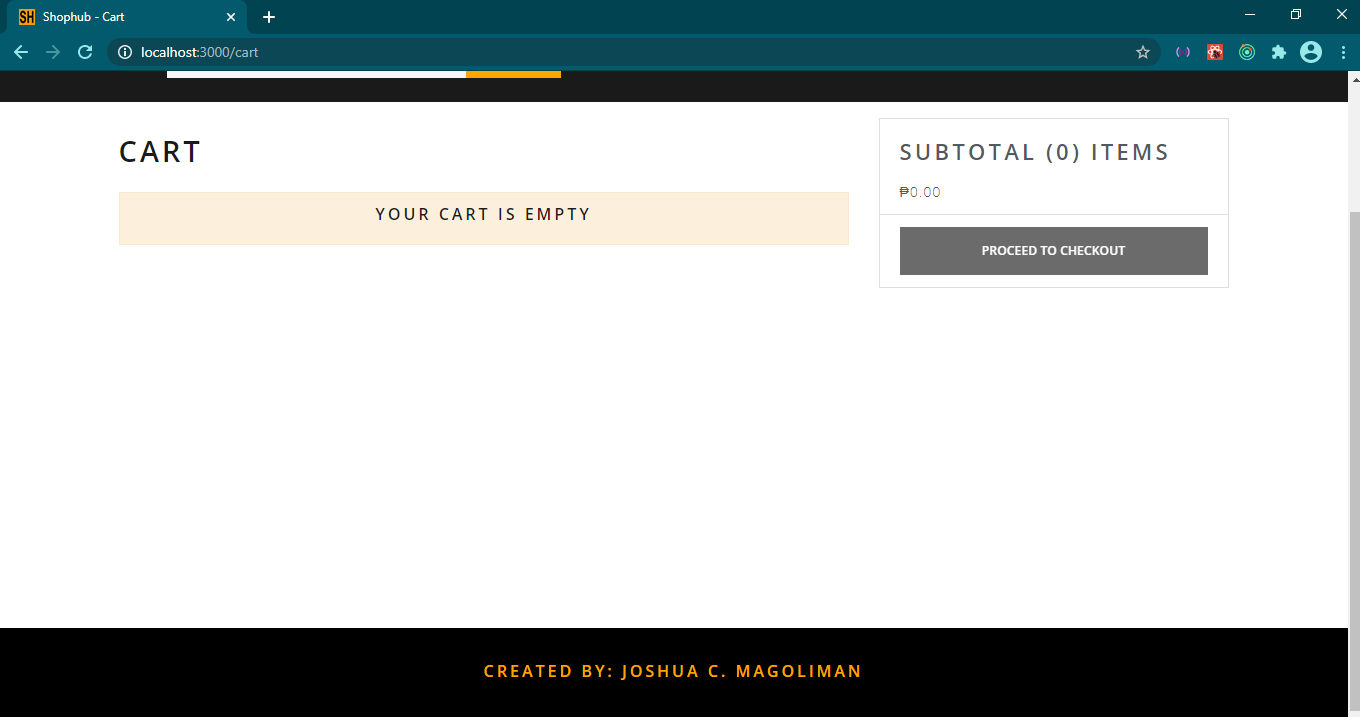 SH Shophub - Cart
localhost:3000/cart
CART
YOUR CART IS EMPTY
SUBTOTAL (0) ITEMS
₱0.00
PROCEED TO CHECKOUT
CREATED BY: JOSHUA C. MAGOLIMAN